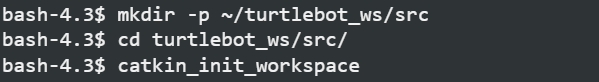 bash-4.3$ mkdir -p ~/turtlebot_ws/src
bash-4.3$ cd turtlebot_ws/src/
bash-4.3$ catkin_init_workspace